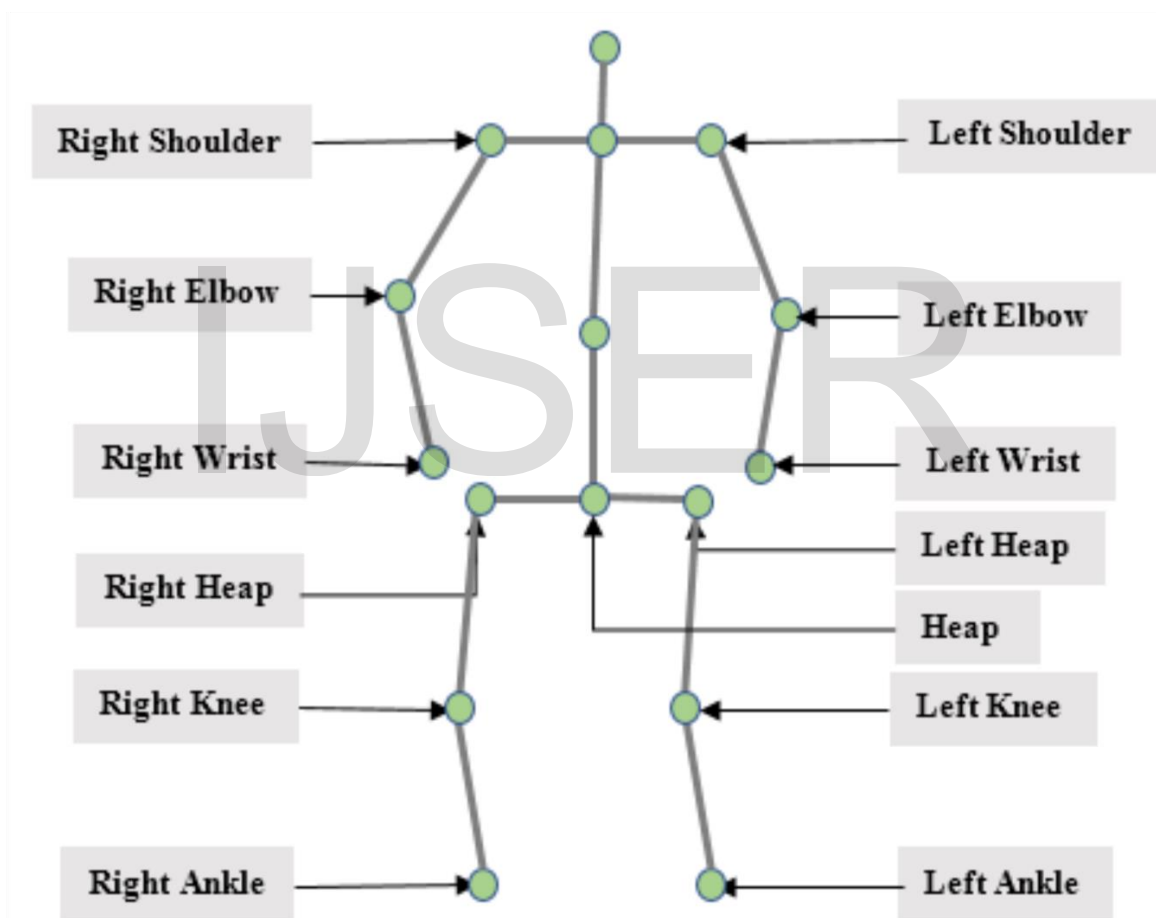 Right Shoulder
Left Shoulder
Right Elbow
Left Elbow
IJSER
Right Wrist
Left Wrist
Left Heap
Right Heap
Heap
Right Knee
Left Knee
Right Ankle
Left Ankle